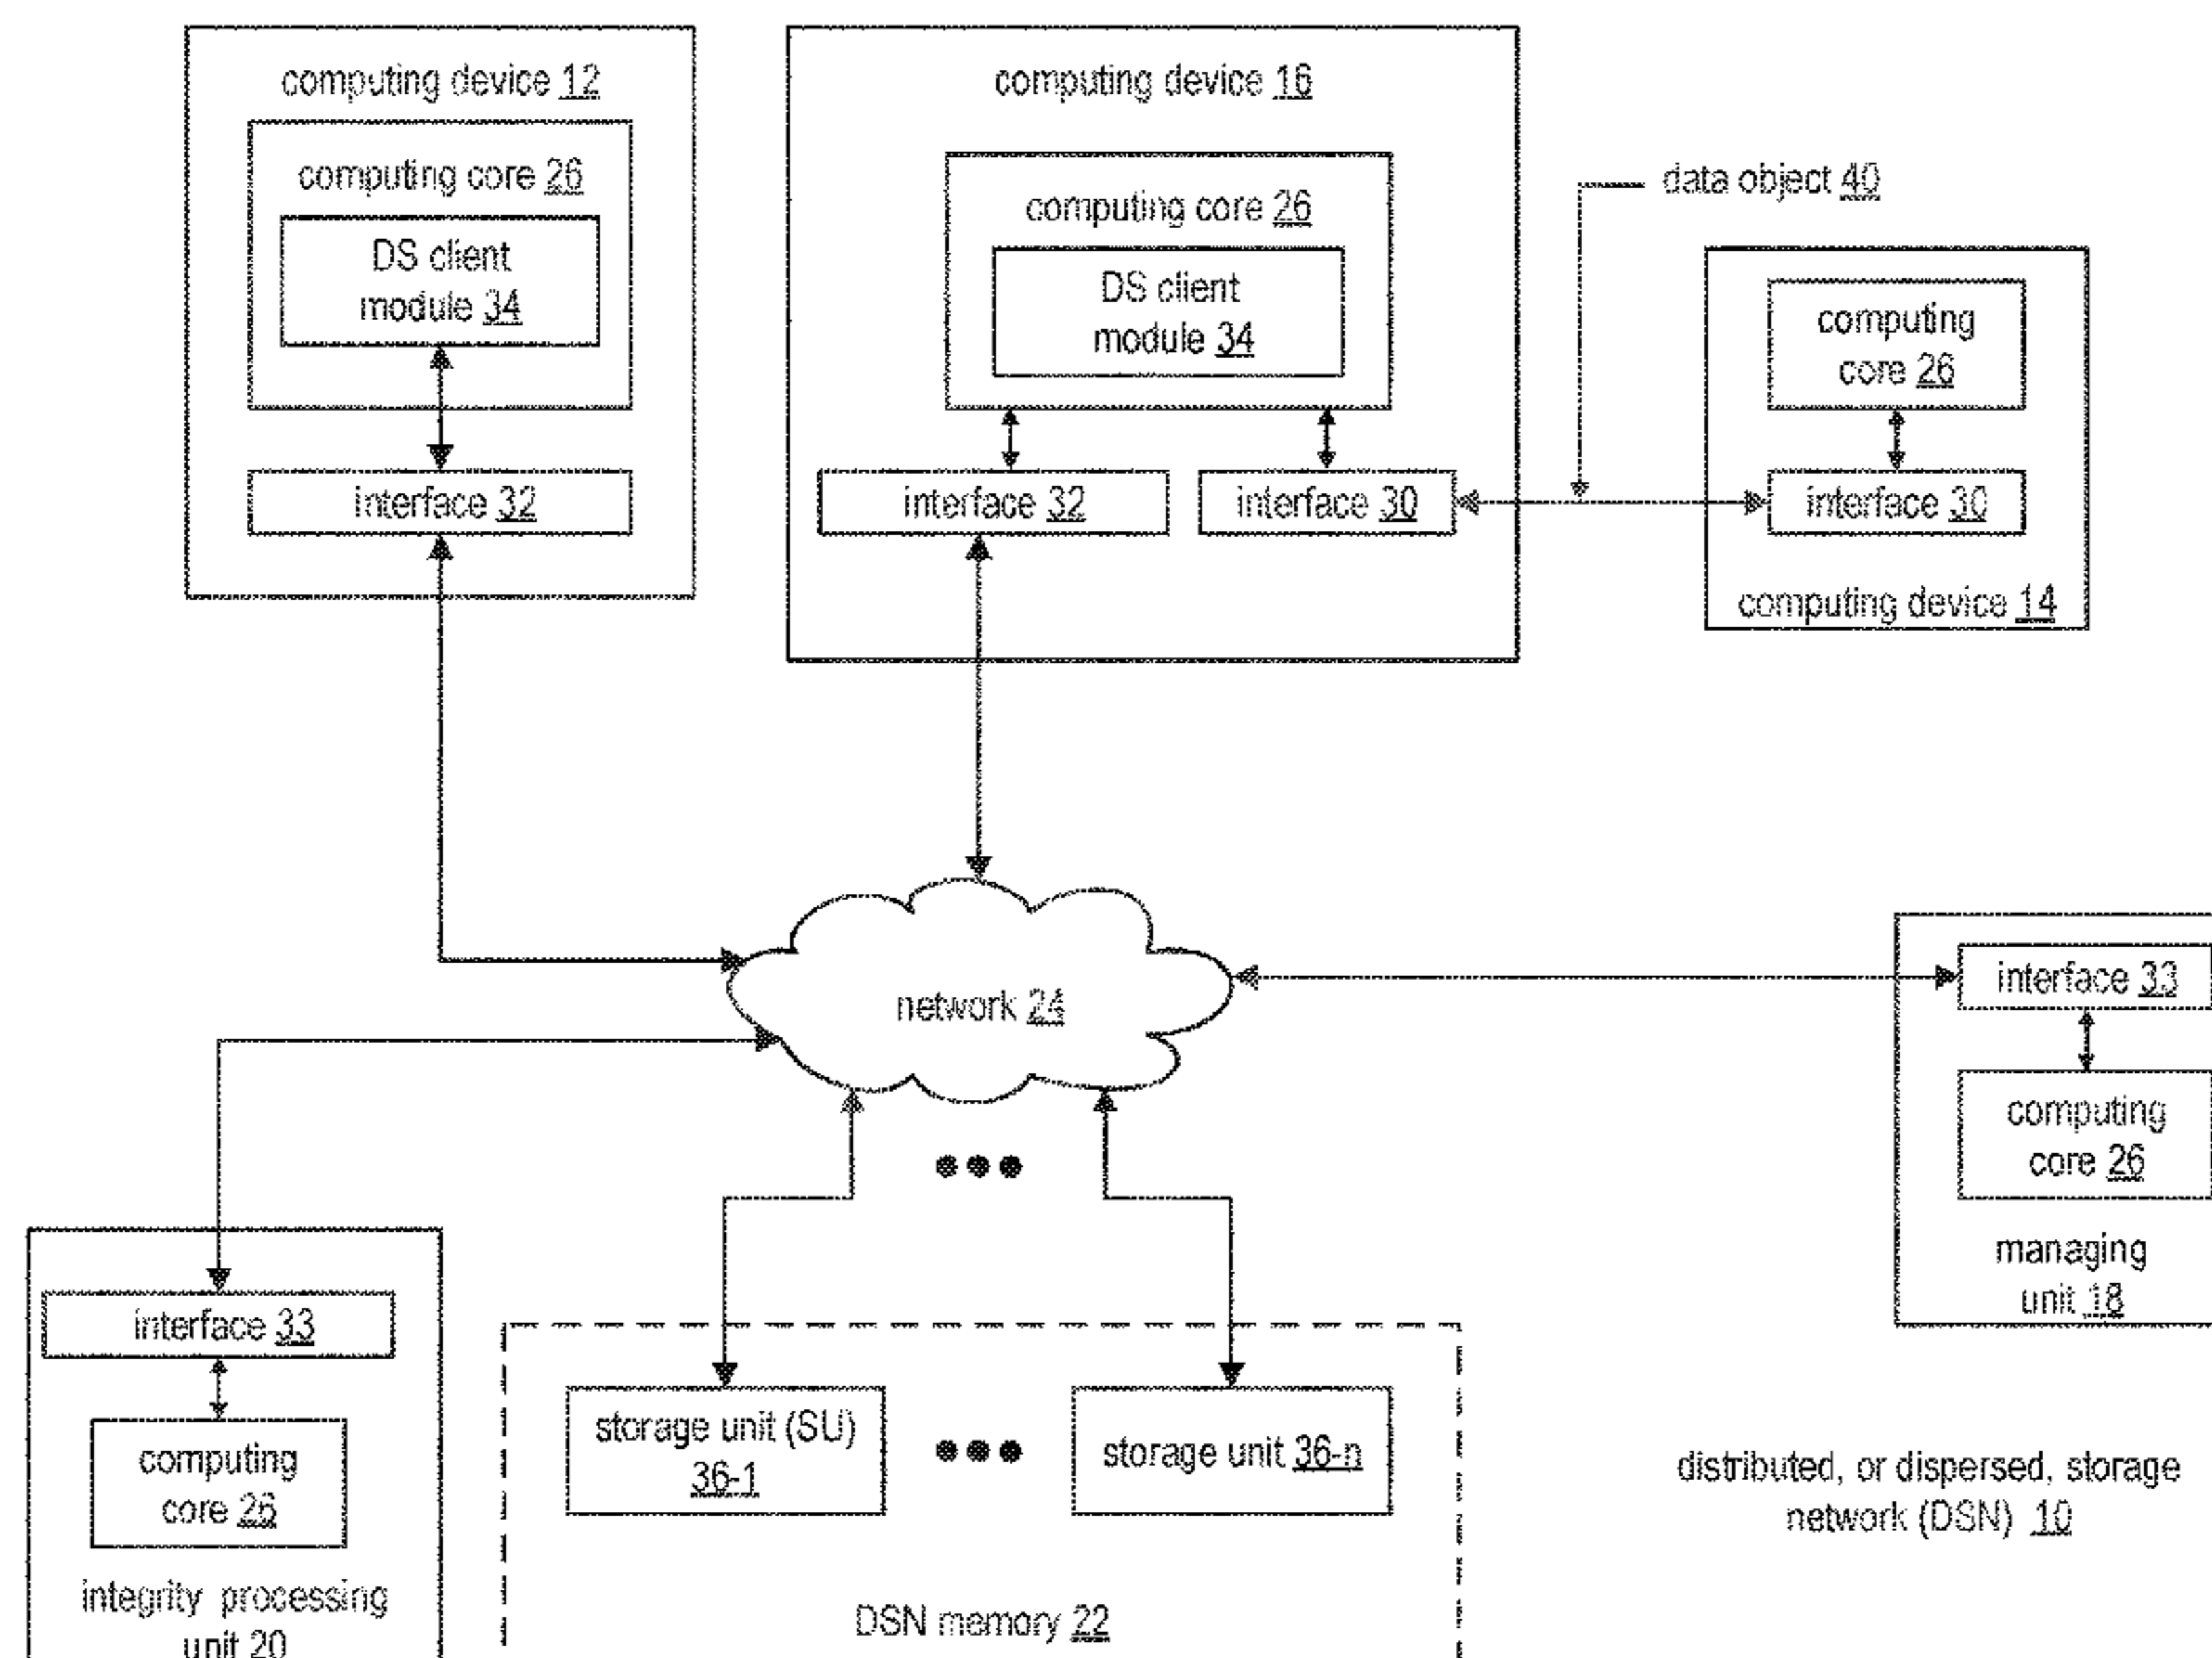 computing device 12
computing core 26
DS client
module 34
interface 32
computing device 16
computing core 26
DS client
module 34
interface 32
interface 30
data object 40
computing
core 26
interface 30
computing device 14
network 24
interface 33
computing
core 26
managing
unit 18
interface 33
computing
core 26
integrity processing
unit 20
storage unit (SU)
36-1
storage unit 36-n
DSN memory 22
distributed, or dispersed, storage
network (DSN) 10